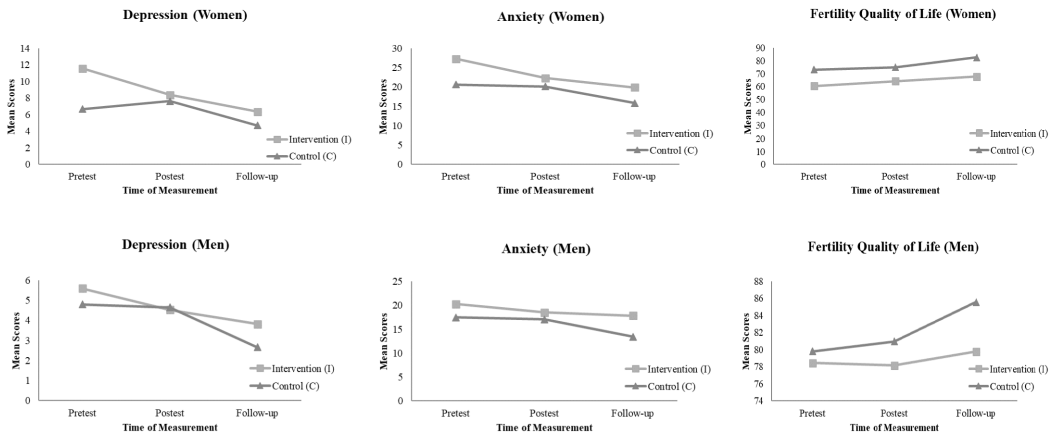 Depression (Women)
14
12
10
8
6
4
2
0
Mean Scores
Intervention (I)
Control (C)
Pretest Postest Follow-up
Time of Measurement
Anxiety (Women)
30
25
20
15
10
5
0
Mean Scores
Intervention (I)
Control (C)
Pretest Postest Follow-up
Time of Measurement
Fertility Quality of Life (Women)
90
80
70
60
50
40
30
20
10
0
Mean Scores
Intervention (I)
Control (C)
Pretest Postest Follow-up
Time of Measurement
Depression (Men)
6
5
4
3
2
1
0
Mean Scores
Intervention (I)
Control (C)
Pretest Postest Follow-up
Time of Measurement
Anxiety (Men)
25
20
15
10
5
0
Mean Scores
Intervention (I)
Control (C)
Pretest Postest Follow-up
Time of Measurement
Fertility Quality of Life (Men)
88
86
84
82
80
78
76
74
Mean Scores
Intervention (I)
Control (C)
Pretest Postest Follow-up
Time of Measurement